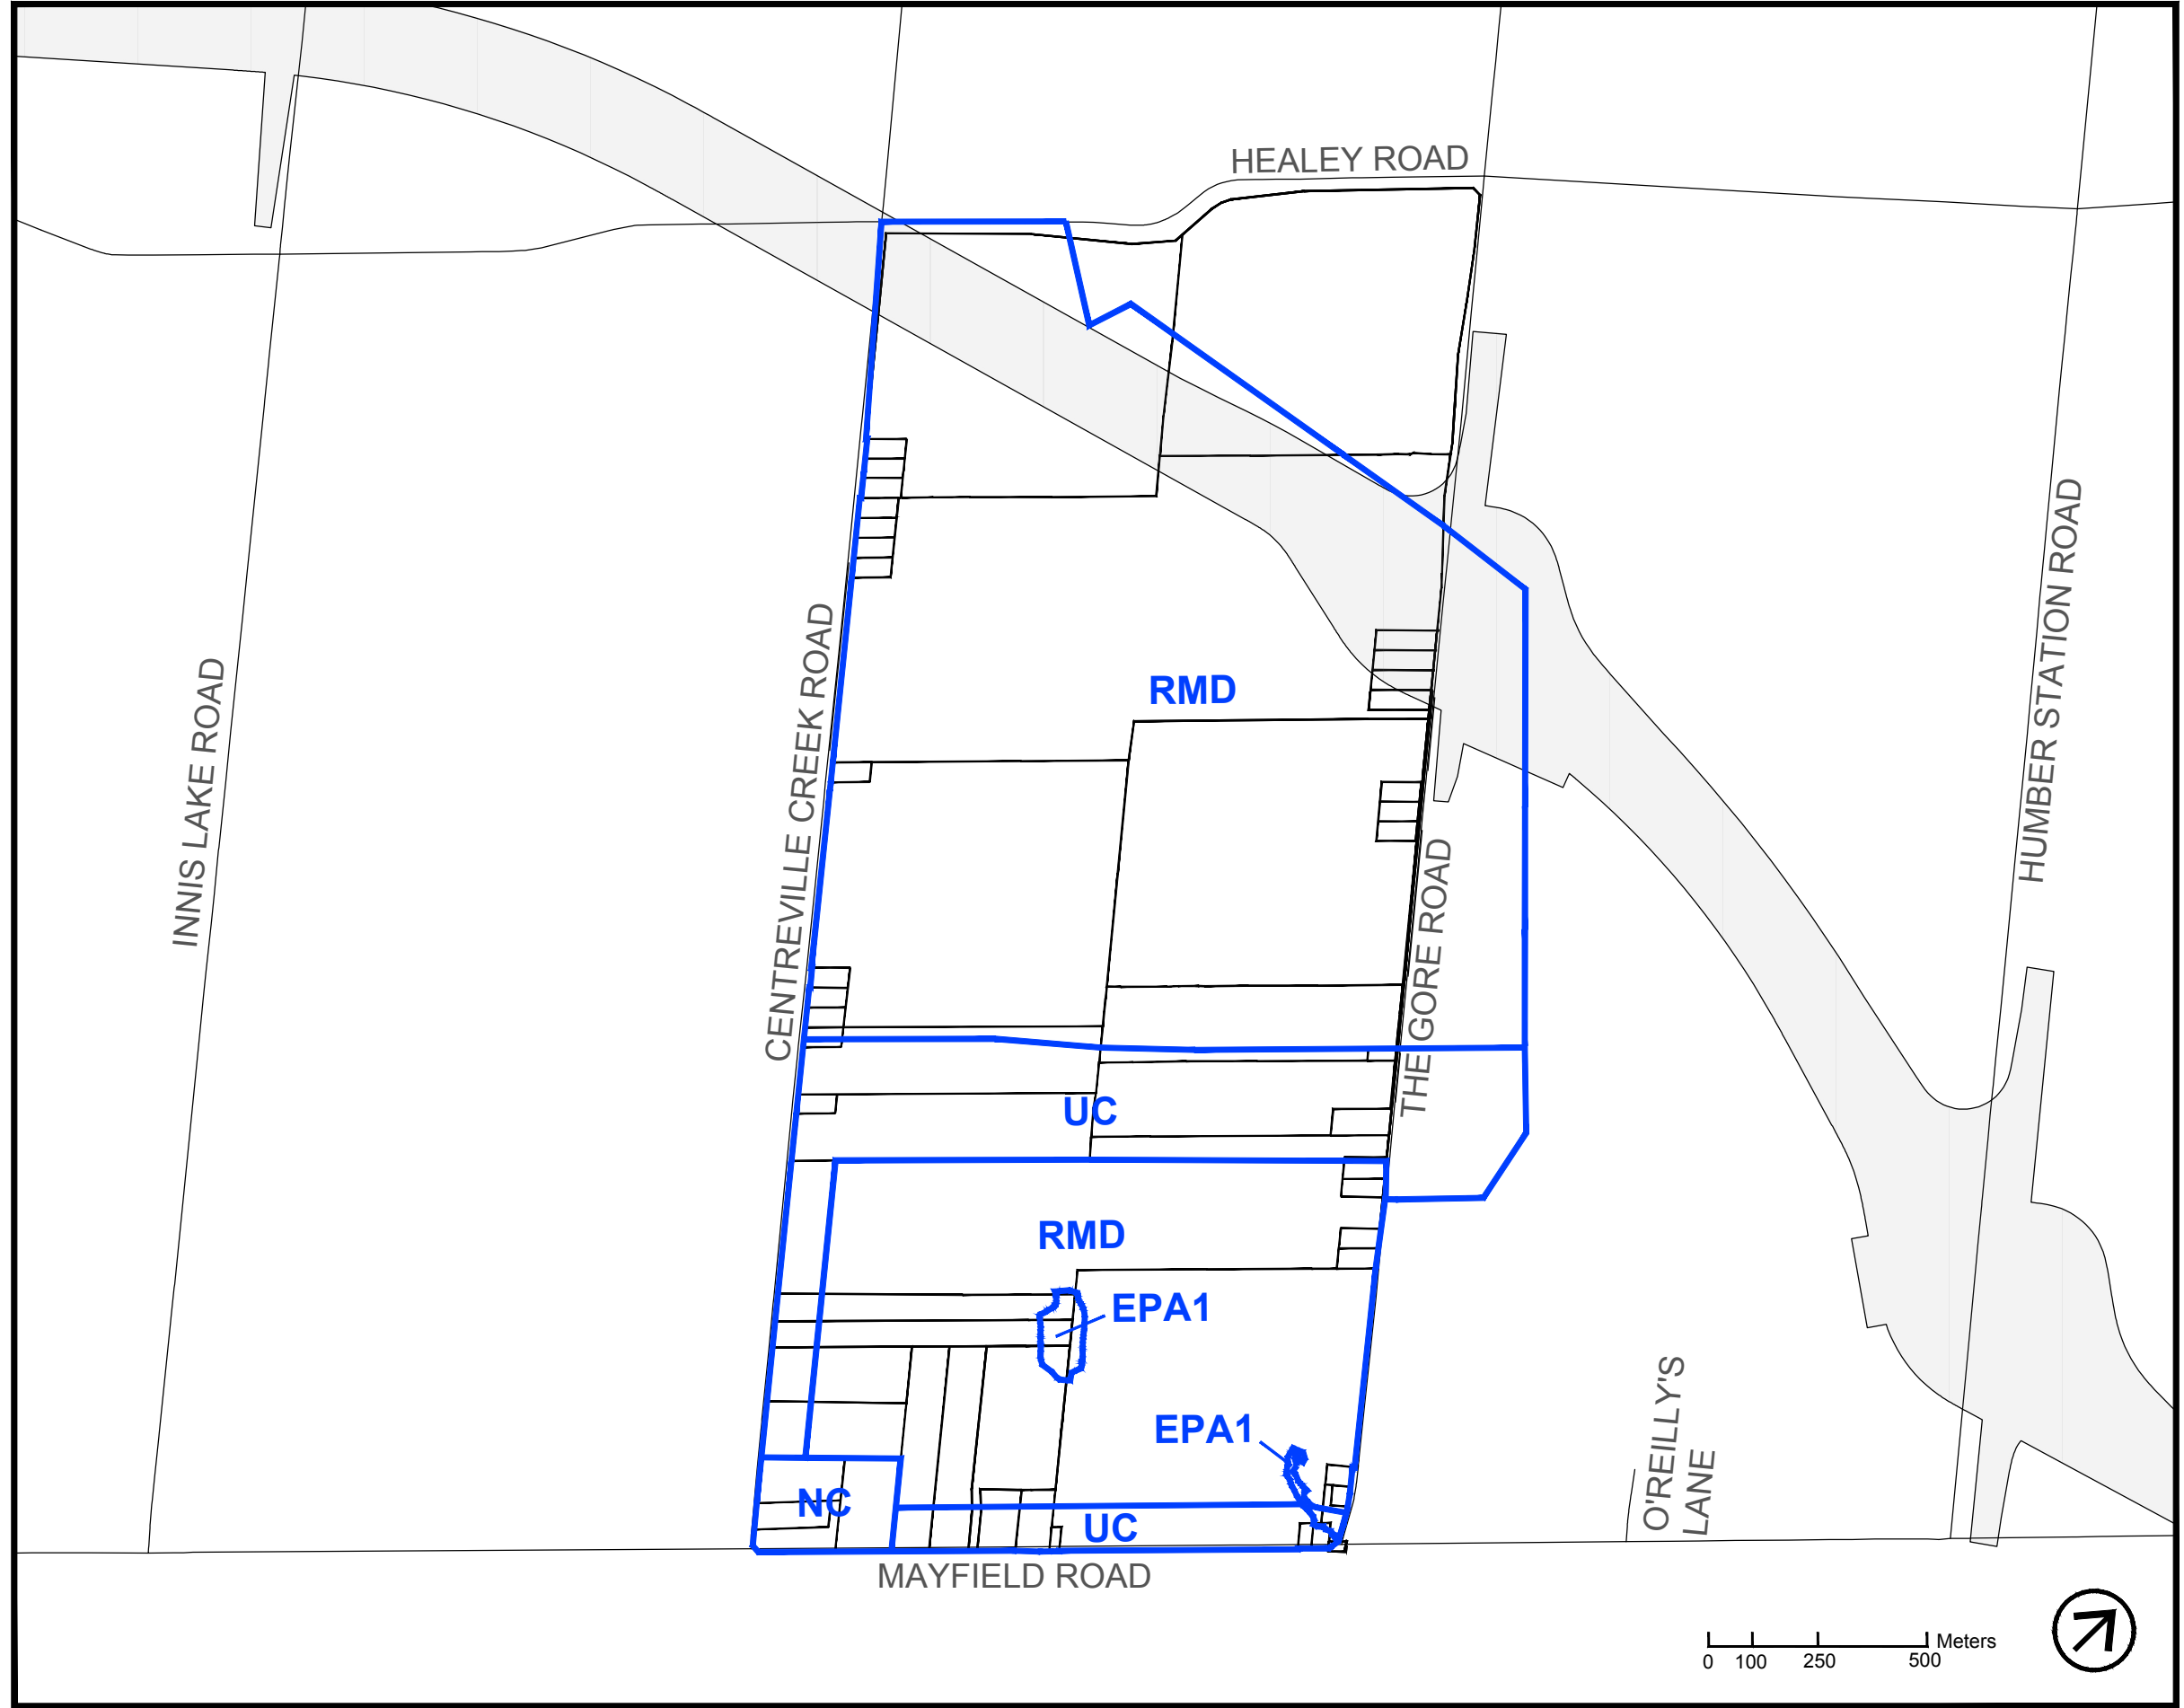 HEALEY ROAD
HUMBER STATION ROAD
CENTREVILLE CREEK ROAD
INNIS LAKE ROAD
RMD
THE GORE ROAD
UC
RMD
EPA1
EPA1
O'REILLY'S
LANE
NC
UC
MAYFIELD ROAD
Meters
0 100 250 500